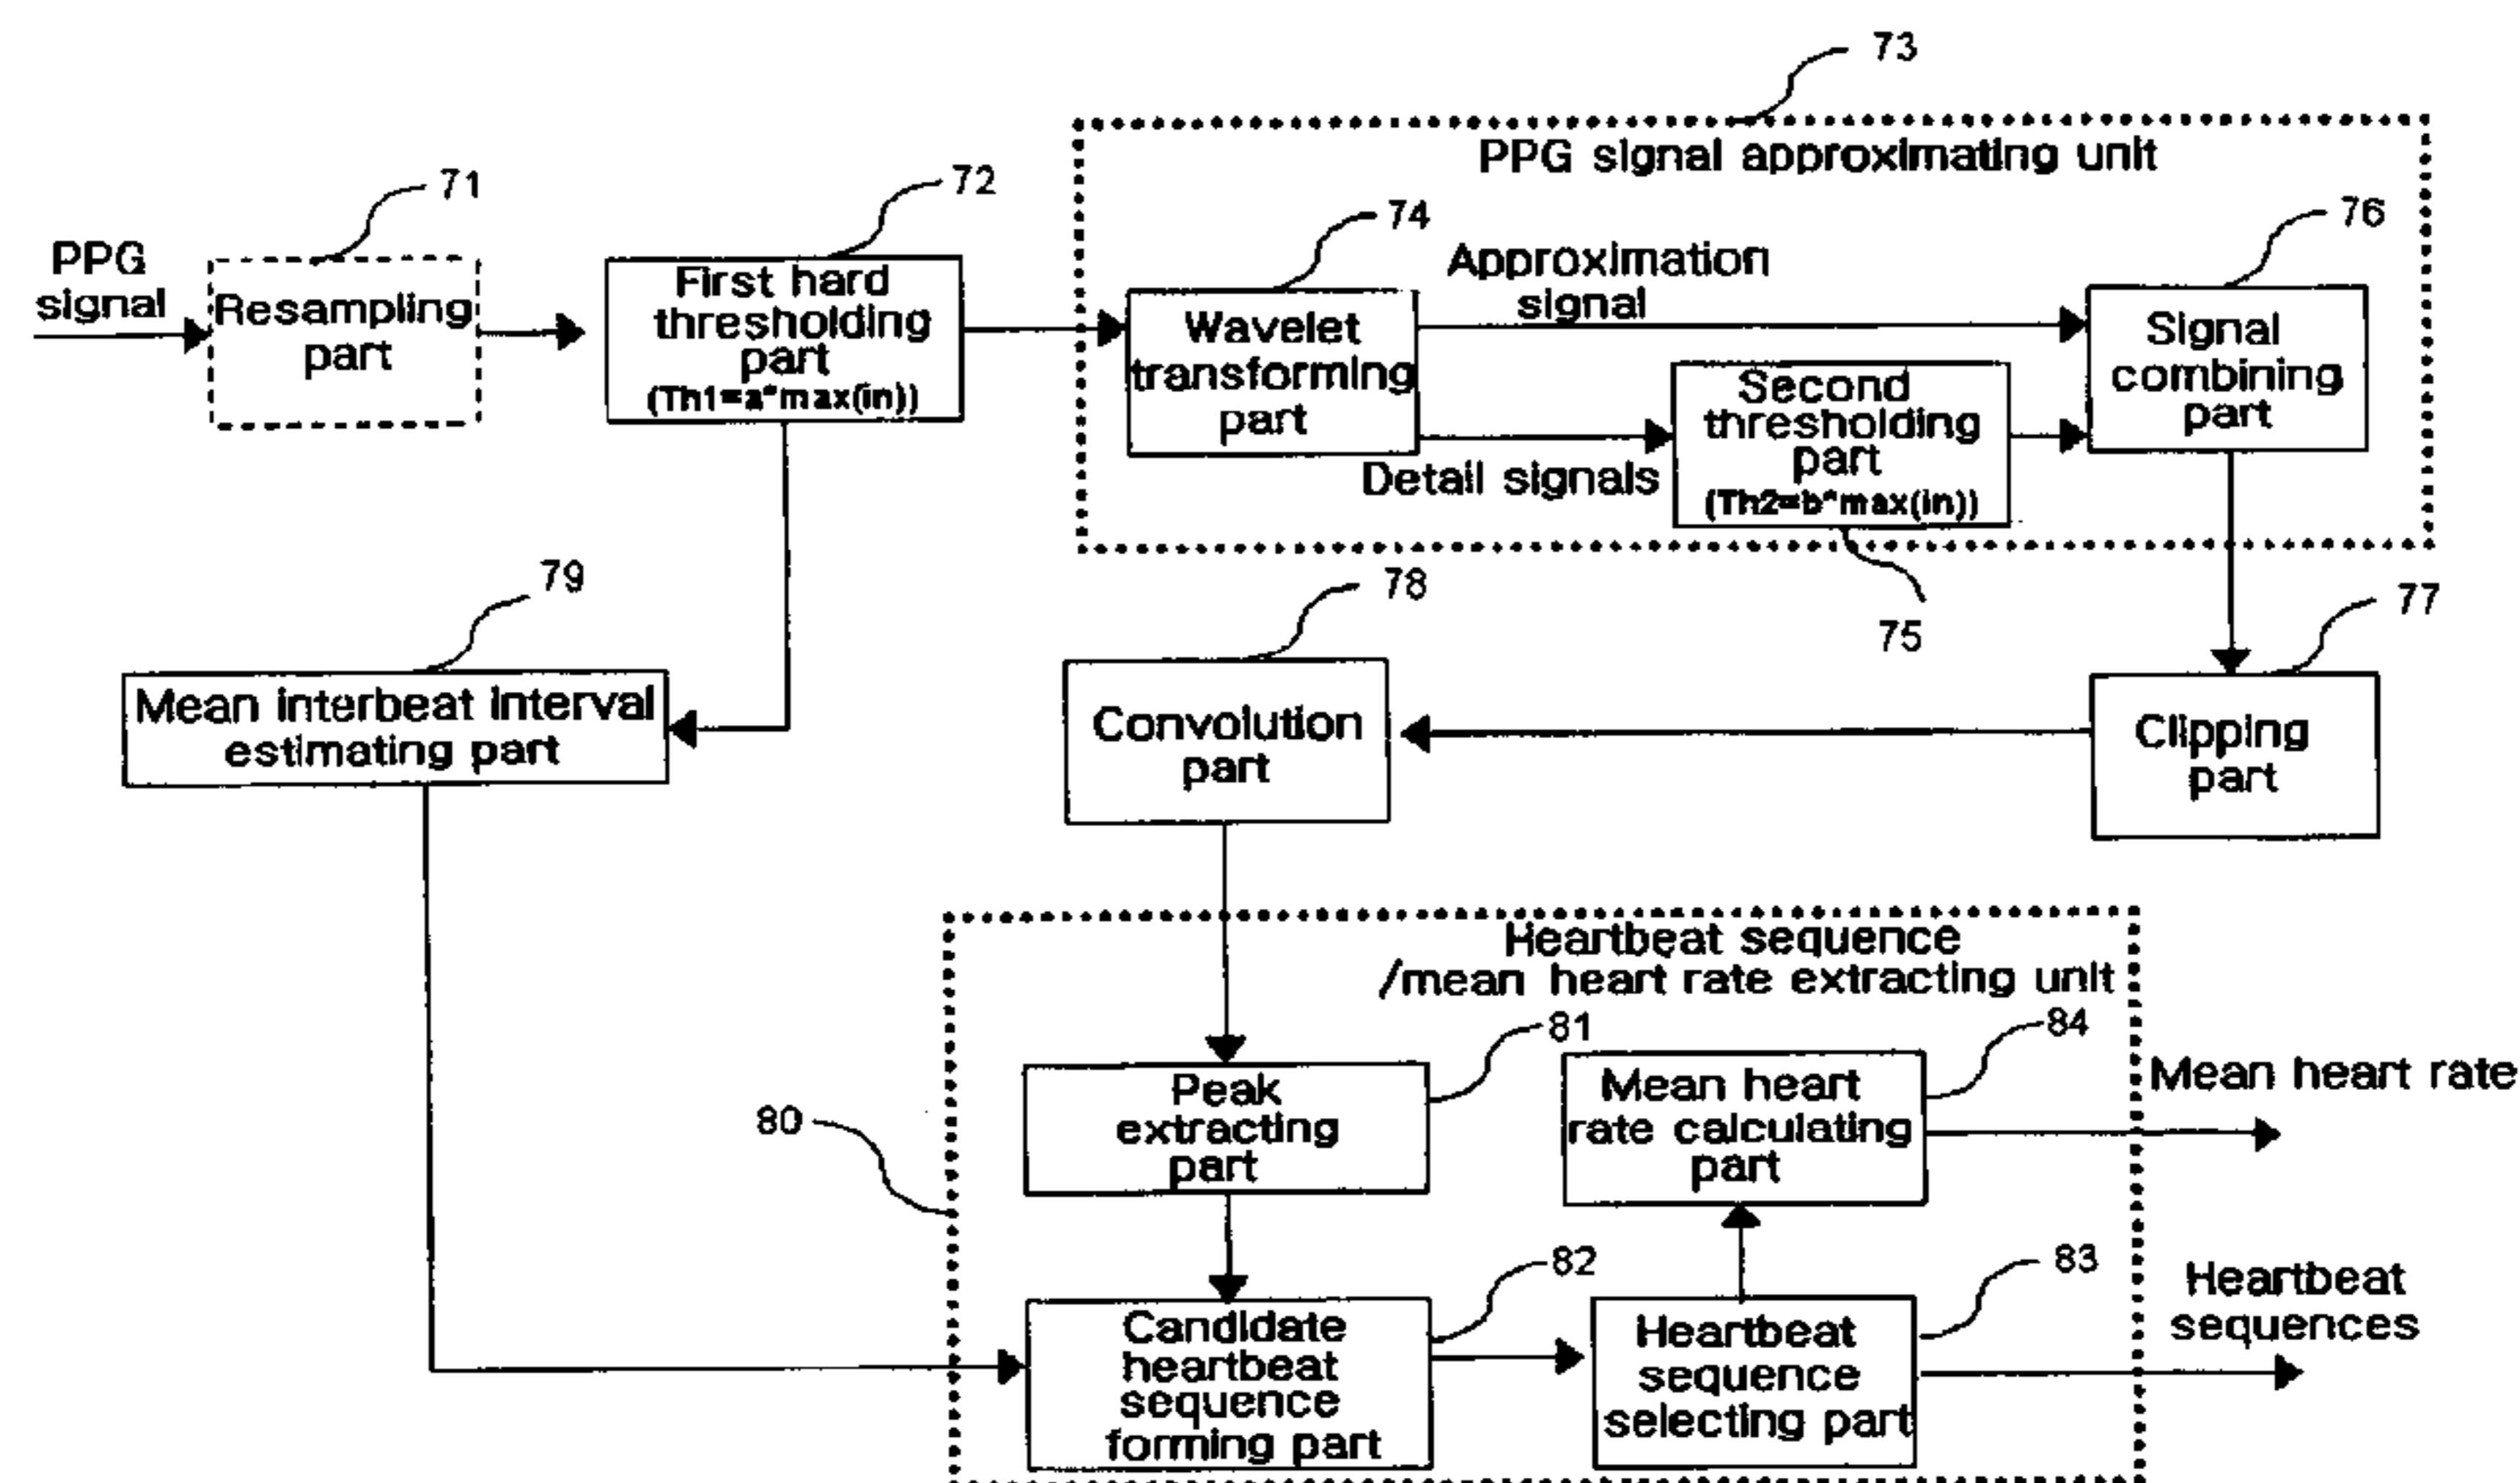 73
PPG signal approximating unit
71
72
74
76
PPG
signal
Resampling
part
First hard
thresholding
part
(Th1=a*max(in))
Approximation
signal
Wavelet
transforming
part
Signal
combining
part
Second
thresholding
part
(Th2=b*max(in))
Detail signals
79
78
75
77
Mean interbeat interval
estimating part
Convolution
part
Clipping
part
Heartbeat sequence
/mean heart rate extracting unit
81
84
80
Peak
extracting
part
Mean heart
rate calculating
part
Mean heart rate
82
83
Candidate
heartbeat
sequence
forming part
Heartbeat
sequence
selecting part
Heartbeat
sequences